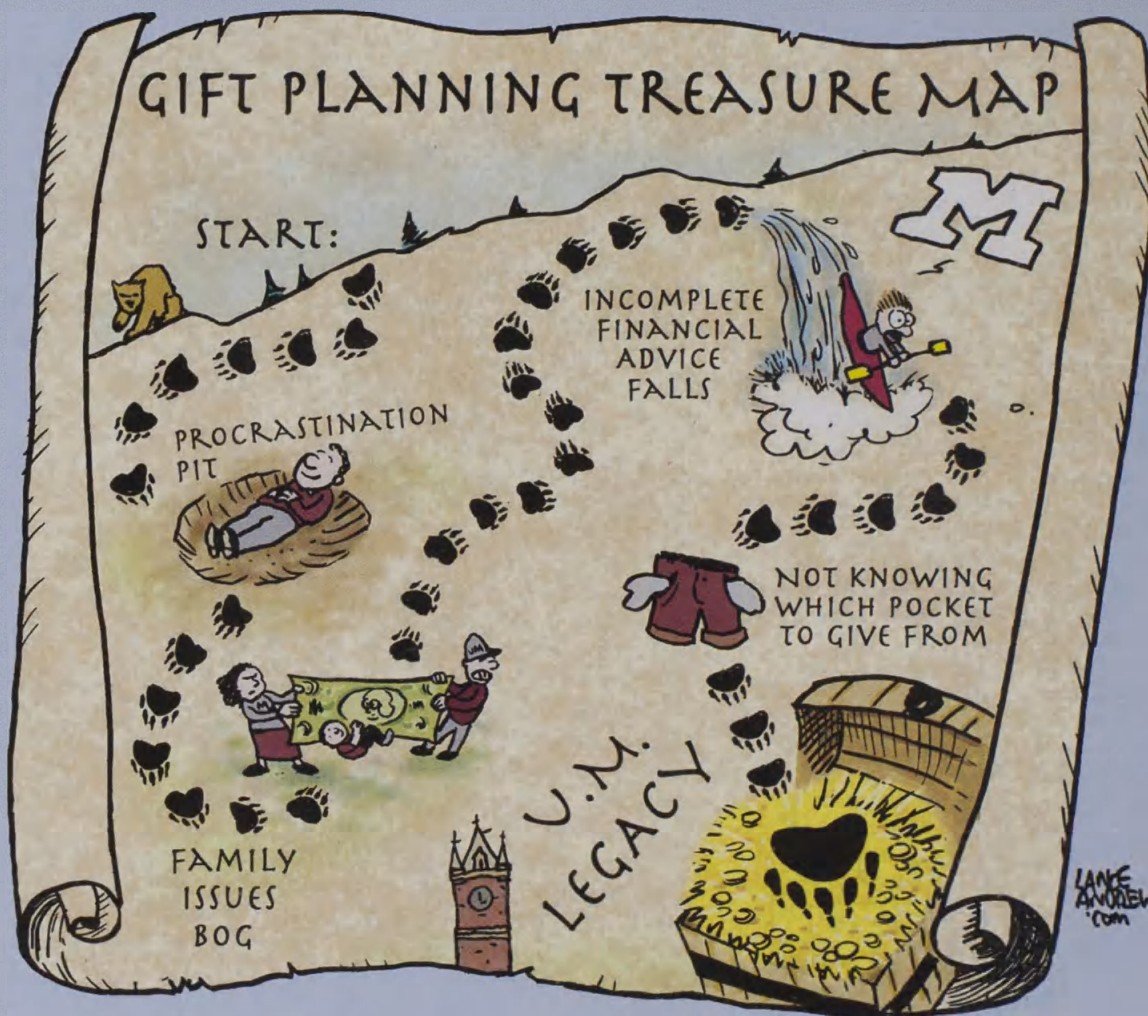 GIFT PLANNING TREASURE MAP
START:
M
INCOMPLETE
FINANCIAL
ADVICE
FALLS
PROCRASTINATION
PIT
NOT KNOWING
WHICH POCKET
TO GIVE FROM
M
M
U.M.
LEGACY
FAMILY
ISSUES
BOG
LANCE
ANDREW
.COM